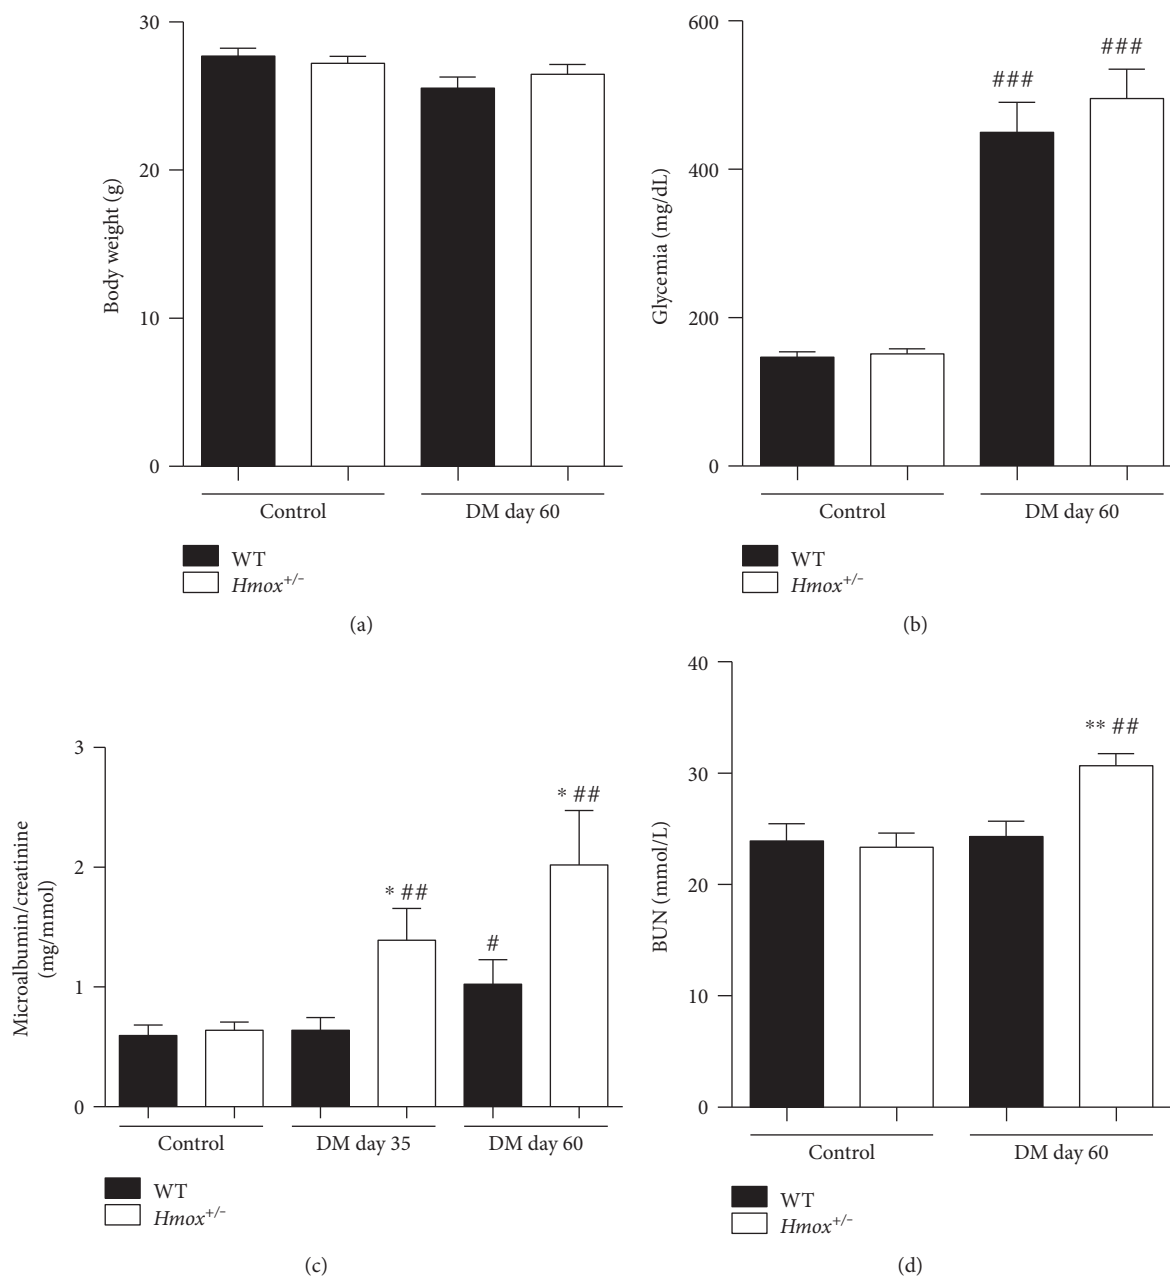 30
20
10
0
Body weight (g)
Control
DM day 60
WT
Hmox+/–
(a)
600
400
200
0
Glycemia (mg/dL)
###
###
Control
DM day 60
WT
Hmox+/–
(b)
3
2
1
0
Microalbumin/creatinine
(mg/mmol)
* ##
#
* ##
Control
DM day 35
DM day 60
WT
Hmox+/–
(c)
40
30
20
10
0
BUN (mmol/L)
** ##
Control
DM day 60
WT
Hmox+/–
(d)